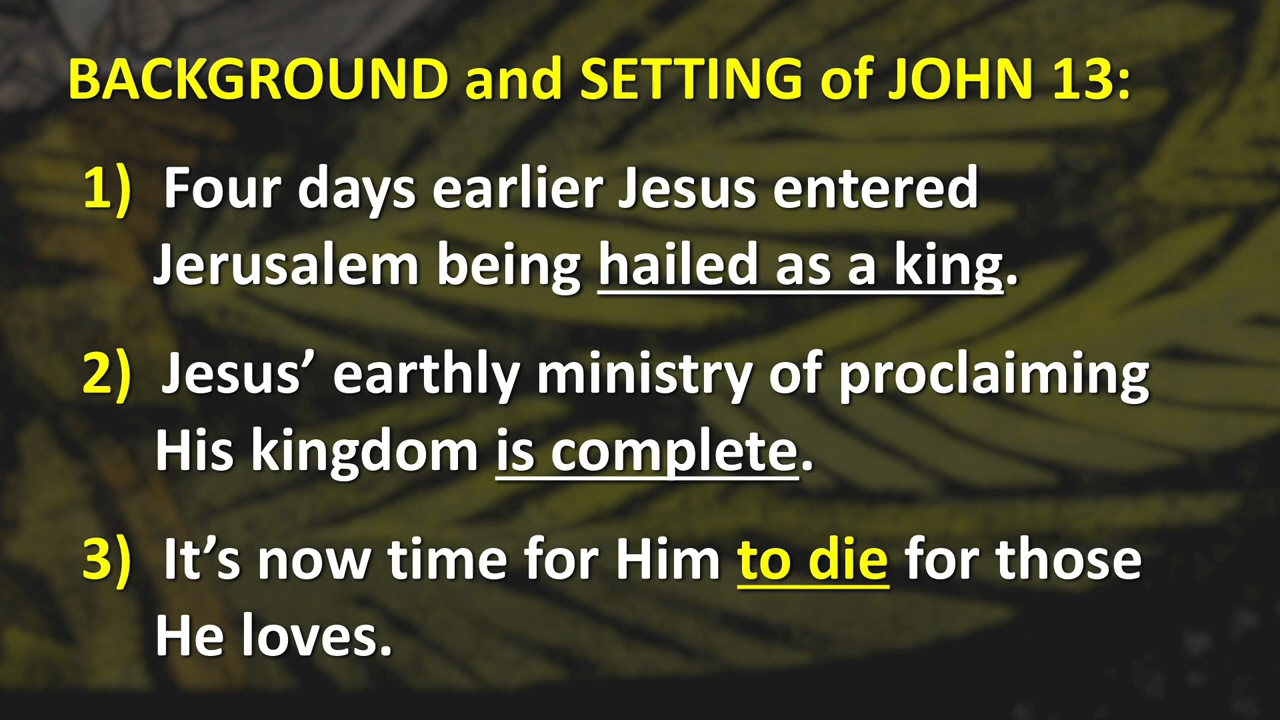 BACKGROUND and SETTING of JOHN 13:
1) Four days earlier Jesus entered
Jerusalem being hailed as a king.
2) Jesus’ earthly ministry of proclaiming
His kingdom is complete.
3) It’s now time for Him to die for those
He loves.